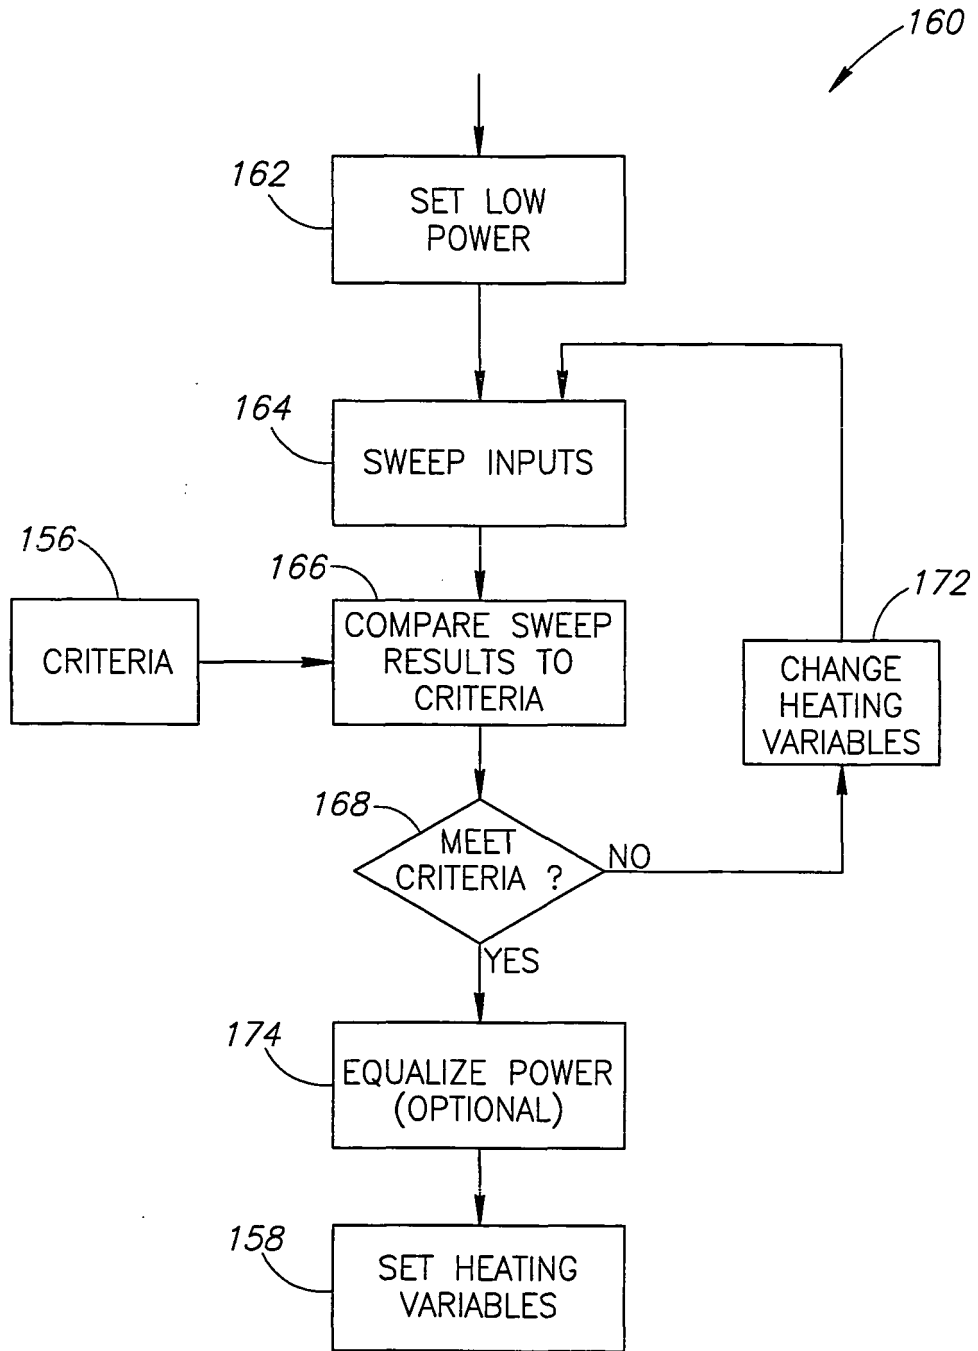 160
162
SET LOW
POWER
164
SWEEP INPUTS
156
CRITERIA
166
COMPARE SWEEP
RESULTS TO
CRITERIA
172
CHANGE
HEATING
VARIABLES
168
MEET
CRITERIA ?
NO
YES
174
EQUALIZE POWER
(OPTIONAL)
158
SET HEATING
VARIABLES